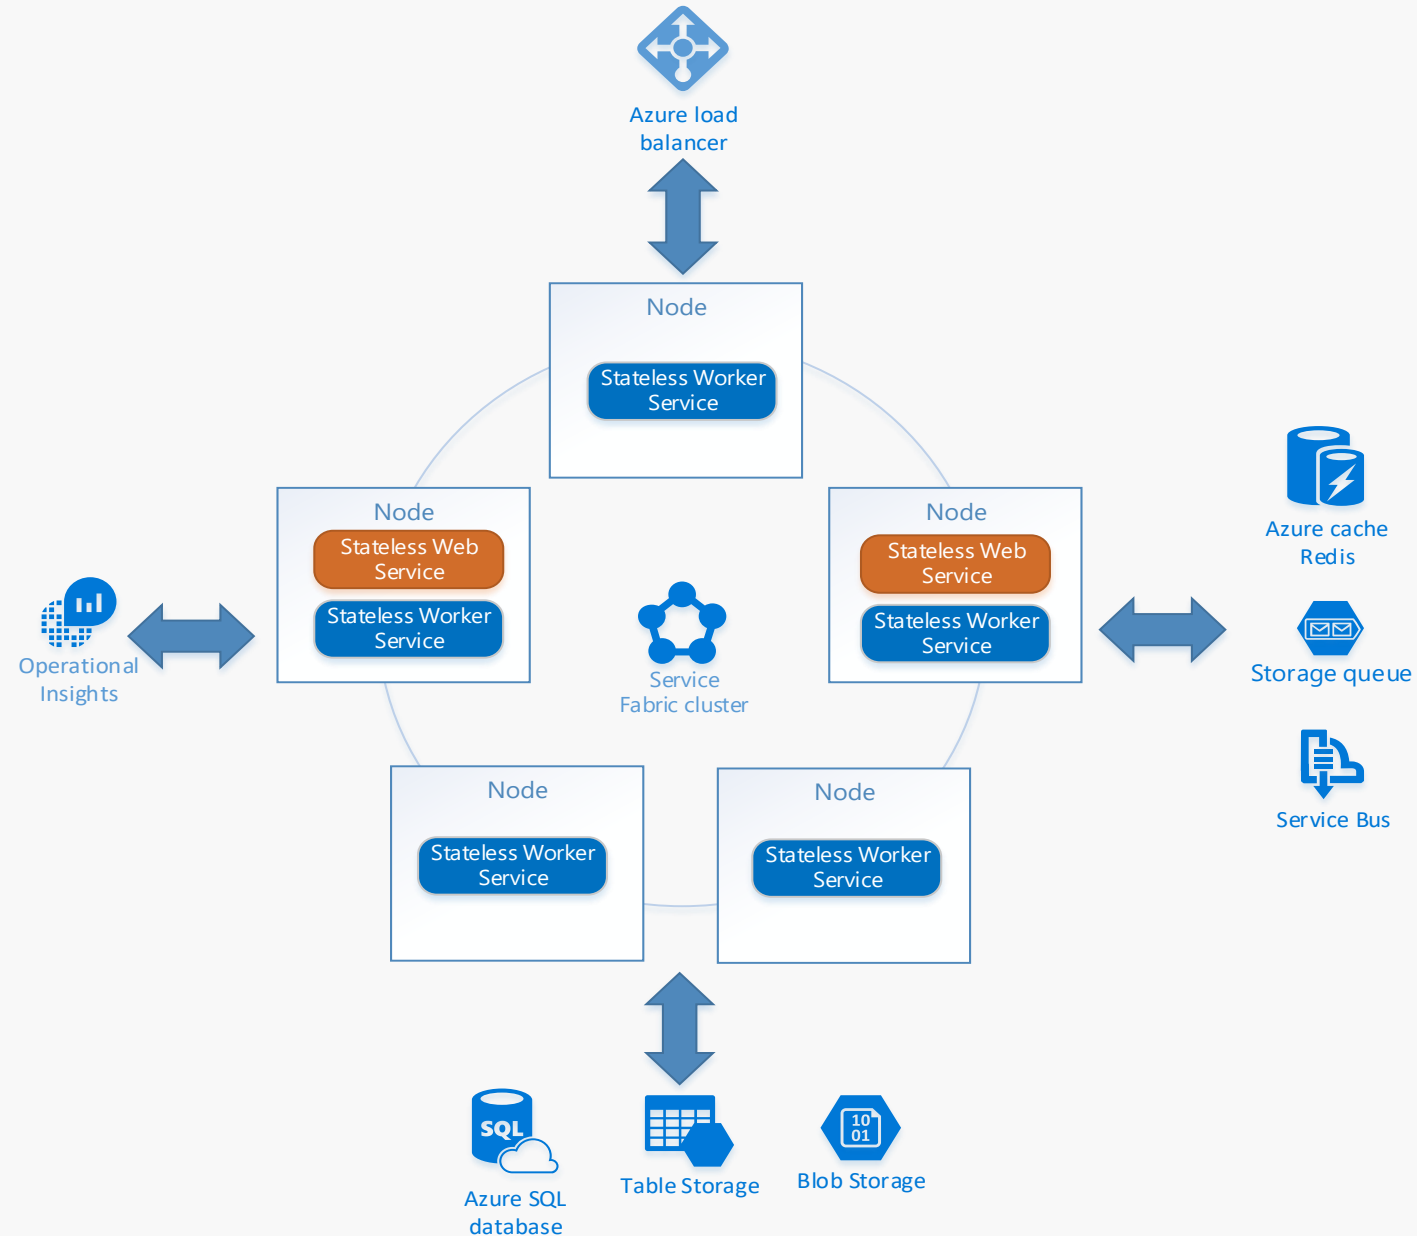 Azure load
balancer
Node
Stateless Worker
Service
Node
Stateless Web
Service
Stateless Worker
Service
Node
Stateless Web
Service
Stateless Worker
Service
Azure cache
Redis
Operational
Insights
Service
Fabric cluster
Storage queue
Service Bus
Node
Stateless Worker
Service
Node
Stateless Worker
Service
SQL
Azure SQL
database
Table Storage
10
01
Blob Storage